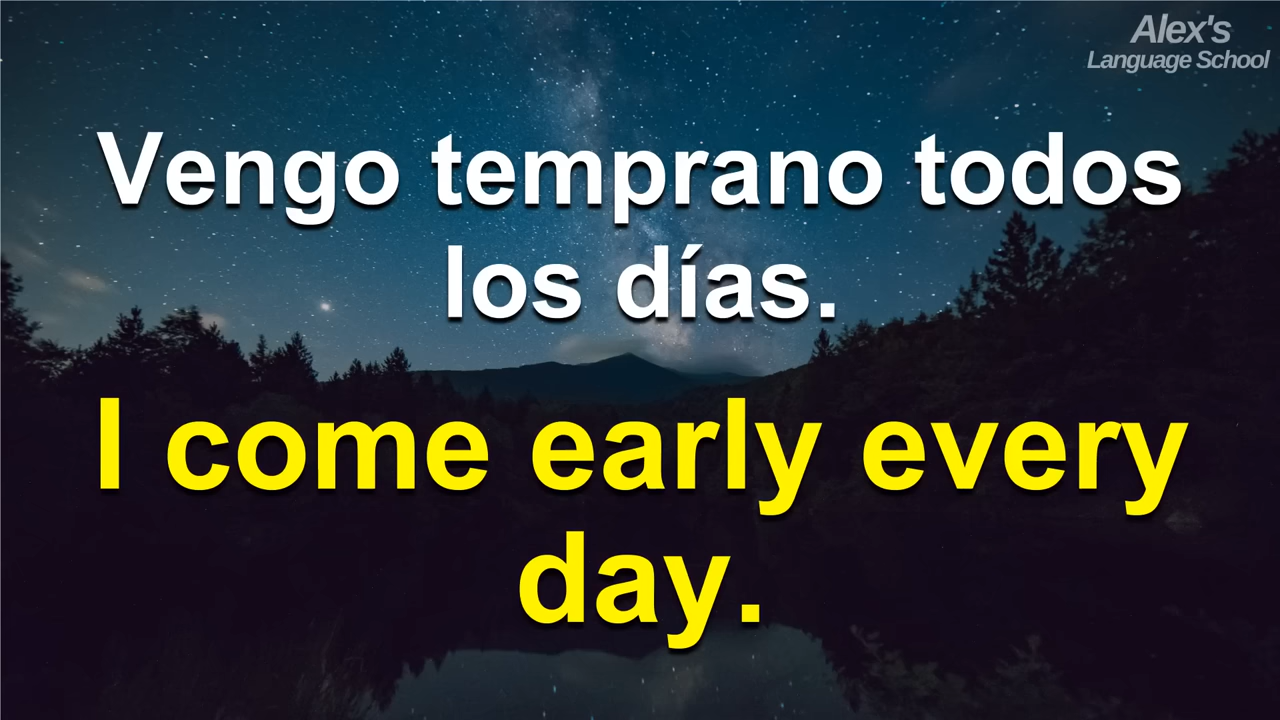 Alex's
Language School
Vengo temprano todos
los días.
I come early every
day.